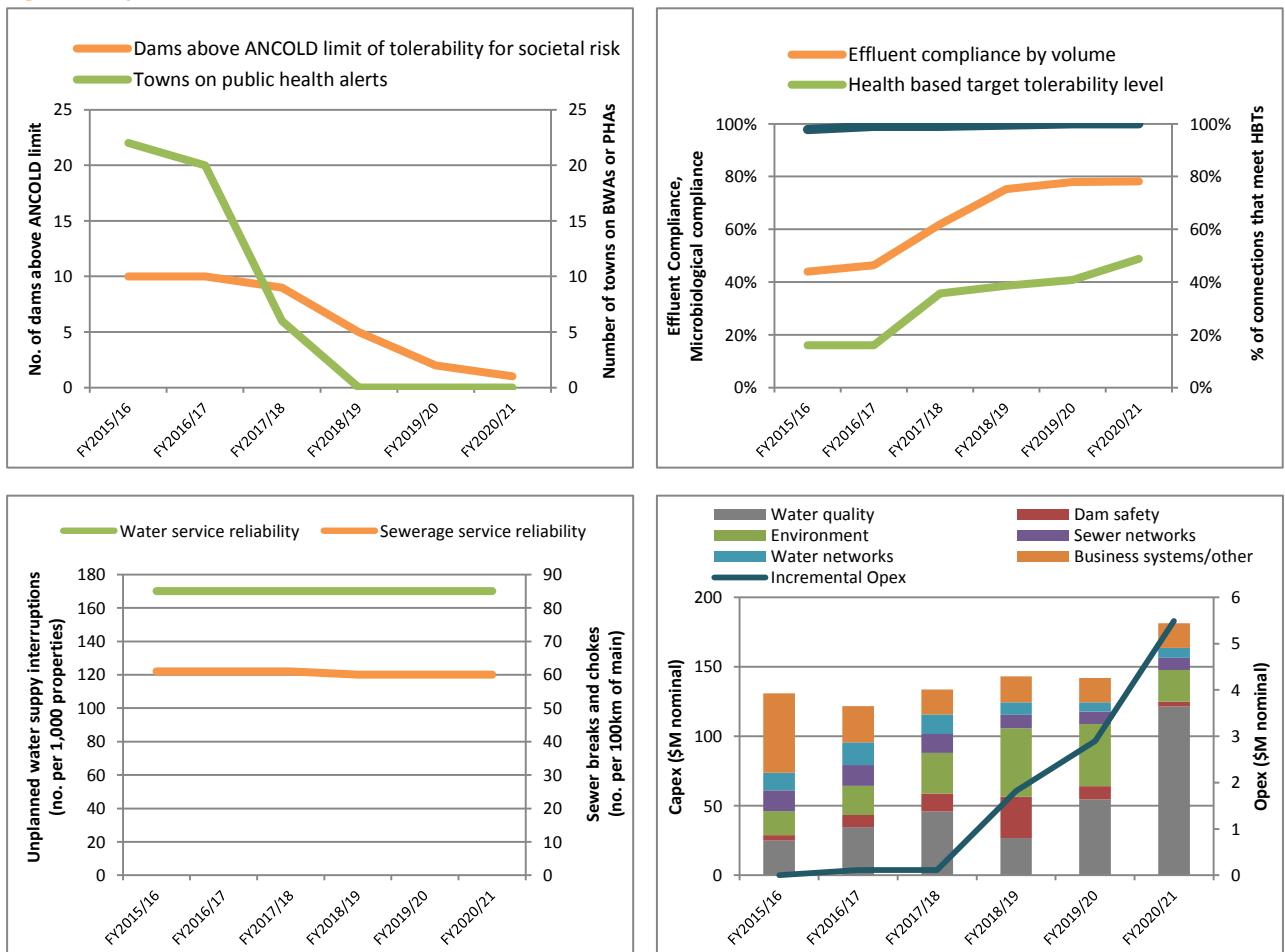 Dams above ANCOLD limit of tolerability for societal risk
Towns on public health alerts
25
20
15
10
5
0
25
20
15
10
5
0
No. of dams above ANCOLD limit
Number of towns on BWAs or PHAs
FY2015/16
FY2016/17
FY2017/18
FY2018/19
FY2019/20
FY2020/21
Effluent compliance by volume
Health based target tolerability level
100%
80%
60%
40%
20%
0%
100%
80%
60%
40%
20%
0%
Effluent Compliance,
Microbiological compliance
% of connections that meet HBTs
FY2015/16
FY2016/17
FY2017/18
FY2018/19
FY2019/20
FY2020/21
Water service reliability
Sewerage service reliability
180
160
140
120
100
80
60
40
20
0
90
80
70
60
50
40
30
20
10
0
Unplanned water suppy interruptions
(no. per 1,000 properties)
Sewer breaks and chokes
(no. per 100km of main)
FY2015/16
FY2016/17
FY2017/18
FY2018/19
FY2019/20
FY2020/21
Water quality
Dam safety
Environment
Sewer networks
Water networks
Business systems/other
Incremental Opex
200
150
100
50
0
6
5
4
3
2
1
0
Capex ($M nominal)
Opex ($M nominal)
FY2015/16
FY2016/17
FY2017/18
FY2018/19
FY2019/20
FY2020/21